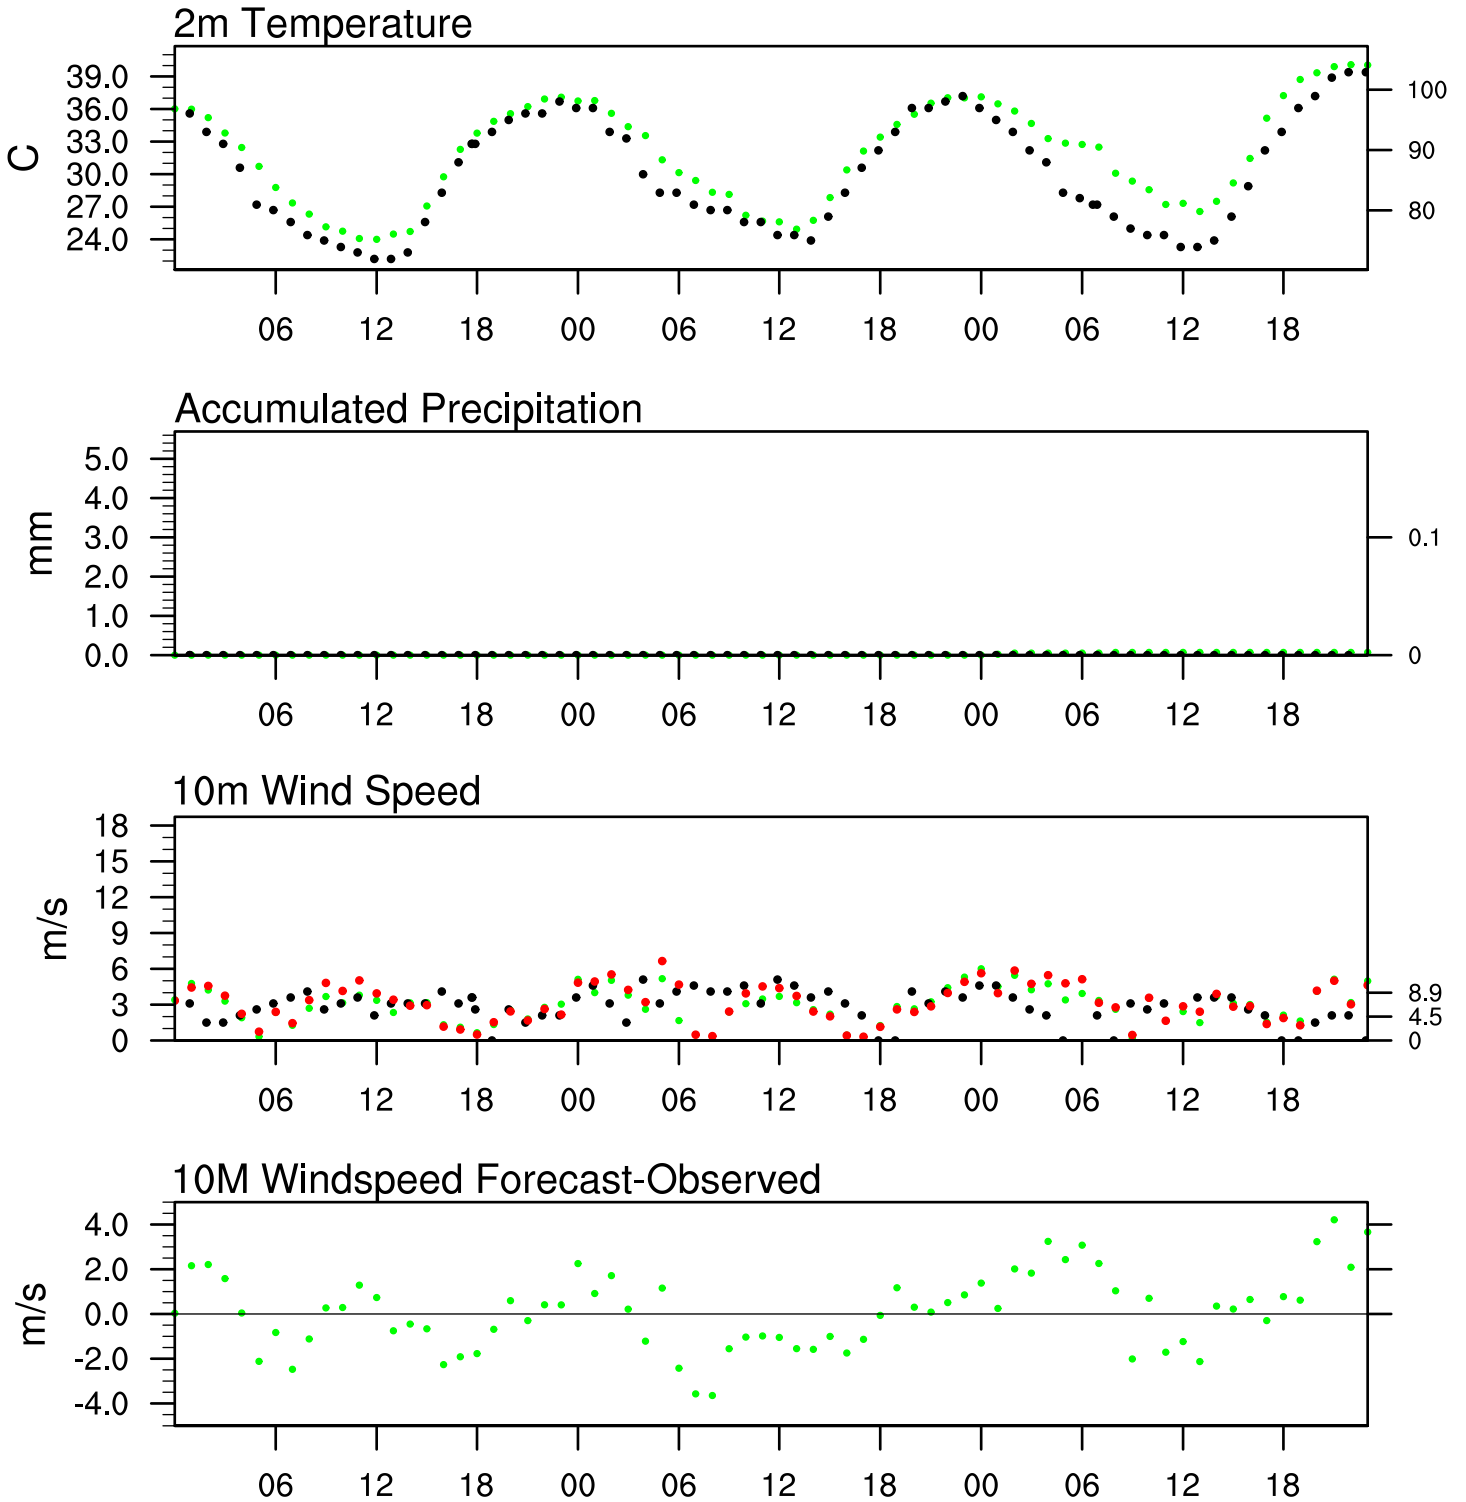 2m Temperature
39.0
36.0
33.0
30.0
27.0
24.0
C
100
90
80
06 12 18 00 06 12 18 00 06 12 18
Accumulated Precipitation
5.0
4.0
3.0
2.0
1.0
0.0
mm
0.1
0
06 12 18 00 06 12 18 00 06 12 18
10m Wind Speed
18
15
12
9
6
3
0
m/s
8.9
4.5
0
06 12 18 00 06 12 18 00 06 12 18
10M Windspeed Forecast-Observed
4.0
2.0
0.0
-2.0
-4.0
m/s
06 12 18 00 06 12 18 00 06 12 18